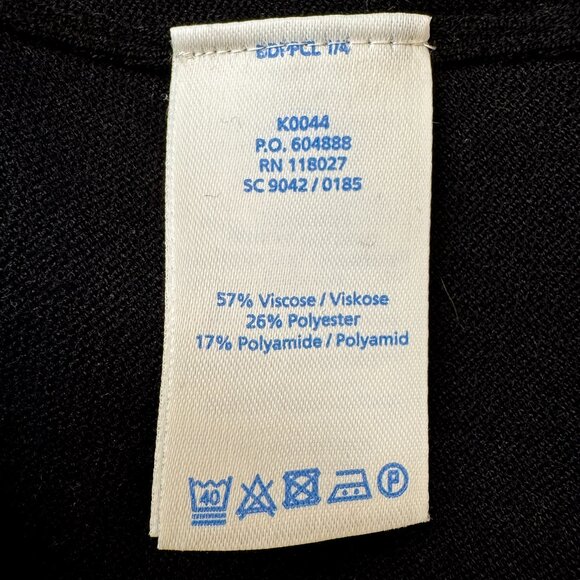 K0044
P.O. 604888
RN 118027
SC 9042 / 0185
57% Viscose / Viskose
26% Polyester
17% Polyamide / Polyamid
40
P